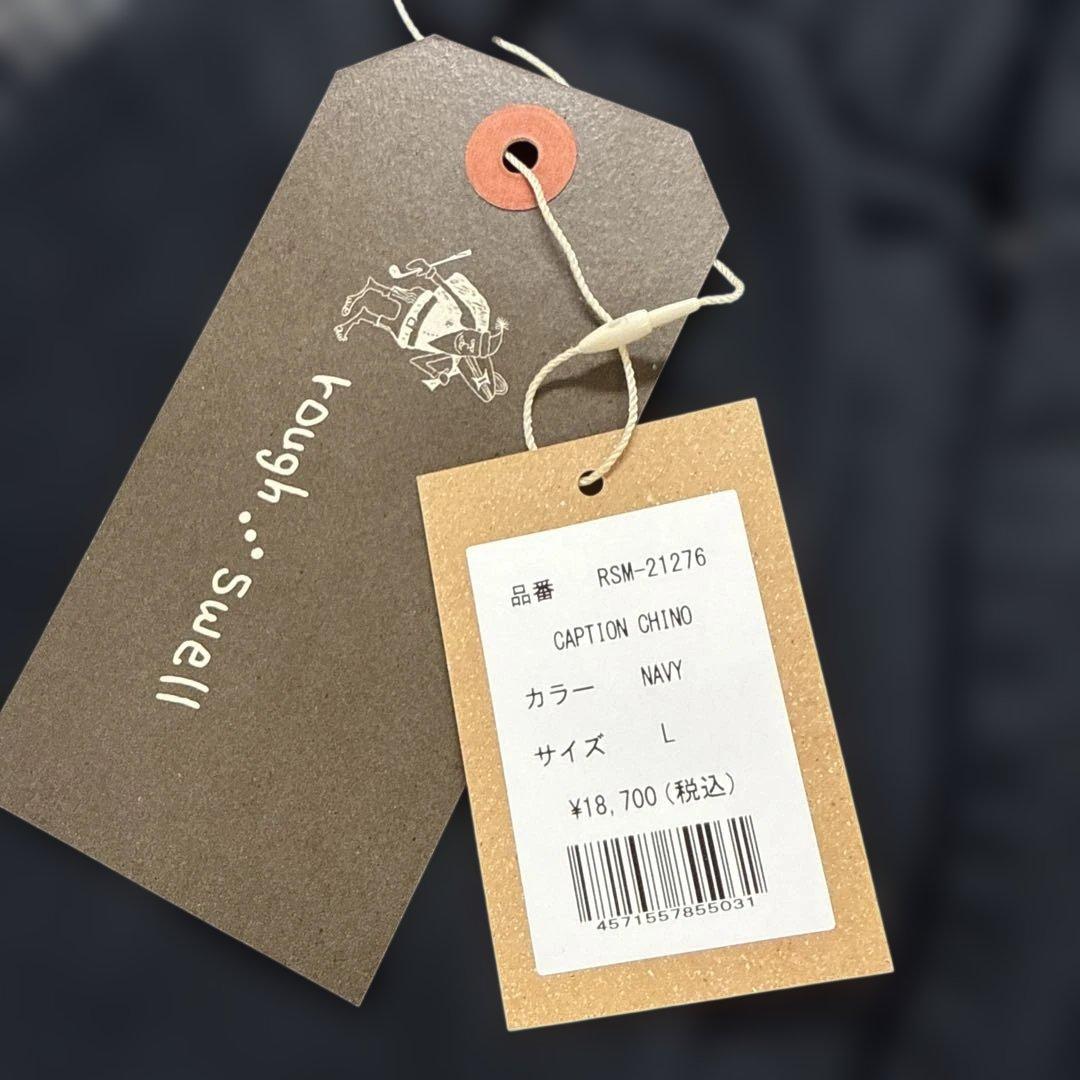 rough...swell
品番 RSM-21276
CAPTION CHINO
カラー NAVY
サイズ L
¥18,700(税込)
4571557855031